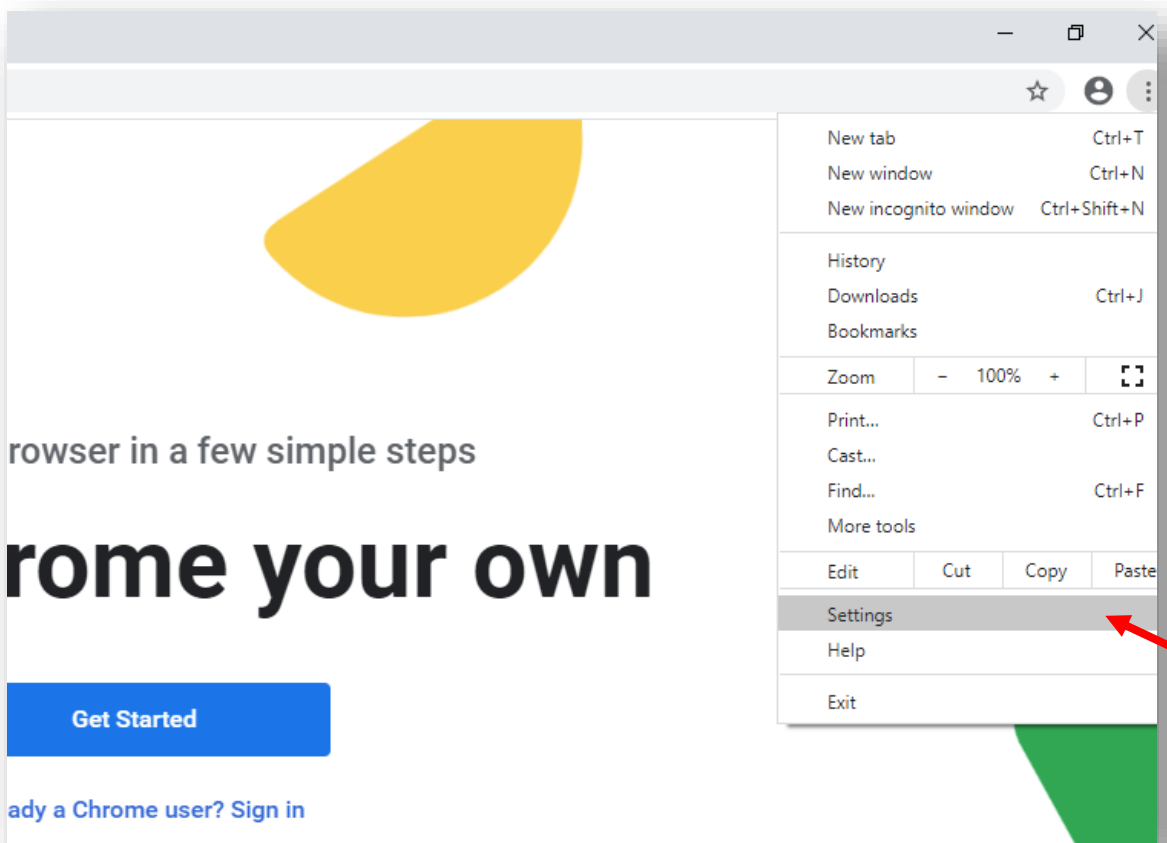 New tab Ctrl+T
New window Ctrl+N
New incognito window Ctrl+Shift+N
History
Downloads Ctrl+J
Bookmarks
Zoom - 100% +
Print... Ctrl+P
Cast...
Find... Ctrl+F
More tools
Edit Cut Copy Paste
Settings
Help
Exit
rowser in a few simple steps
rome your own
Get Started
ady a Chrome user? Sign in